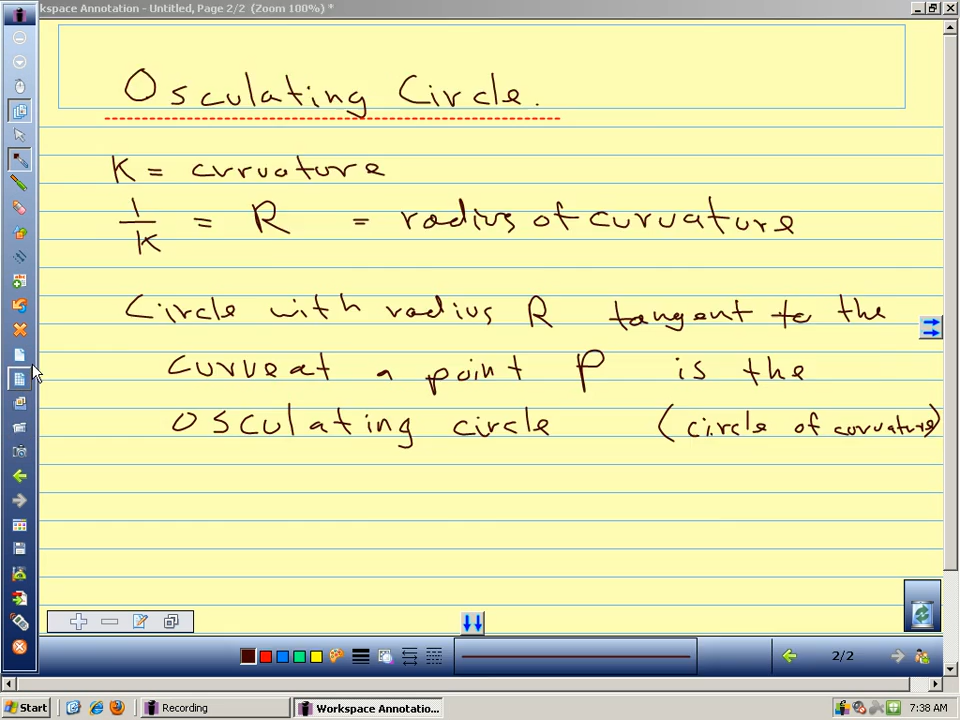 kspace Annotation - Untitled, Page 2/2 (Zoom 100%) *
Osculating Circle.
K = curvature
1/K = R = radius of curvature
Circle with radius R tangent to the
curve at a point P is the
osculating circle (circle of curvature)
2/2
Start Recording Workspace Annotatio... 7:38 AM